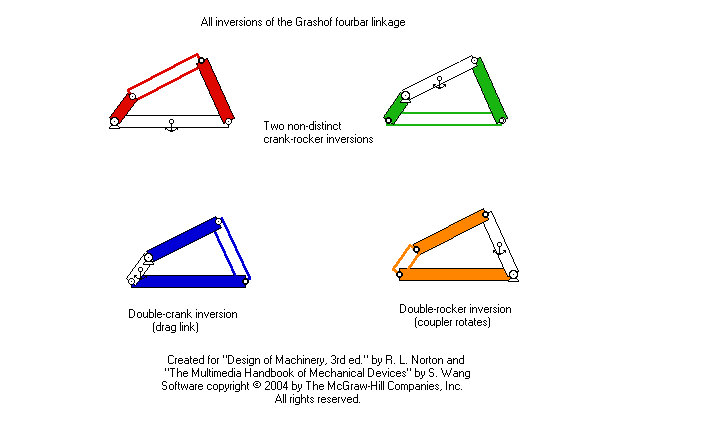 All inversions of the Grashof fourbar linkage
Two non-distinct
crank-rocker inversions
Double-crank inversion
(drag link)
Double-rocker inversion
(coupler rotates)
Created for "Design of Machinery, 3rd ed." by R. L. Norton and
"The Multimedia Handbook of Mechanical Devices" by S. Wang
Software copyright © 2004 by The McGraw-Hill Companies, Inc.
All rights reserved.